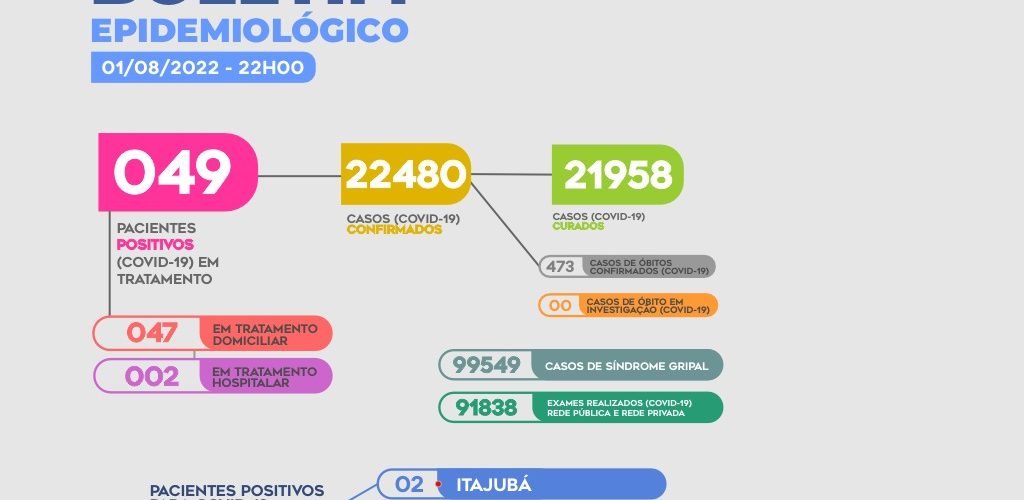 BOLETIM
EPIDEMIOLÓGICO
01/08/2022 - 22H00
049
PACIENTES
POSITIVOS
(COVID-19) EM
TRATAMENTO
22480
CASOS (COVID-19)
CONFIRMADOS
21958
CASOS (COVID-19)
CURADOS
473
CASOS DE ÓBITOS
CONFIRMADOS (COVID-19)
00
CASOS DE ÓBITO EM
INVESTIGAÇÃO (COVID-19)
047
EM TRATAMENTO
DOMICILIAR
002
EM TRATAMENTO
HOSPITALAR
99549
CASOS DE SÍNDROME GRIPAL
91838
EXAMES REALIZADOS (COVID-19)
REDE PÚBLICA E REDE PRIVADA
PACIENTES POSITIVOS
02
ITAJUBÁ